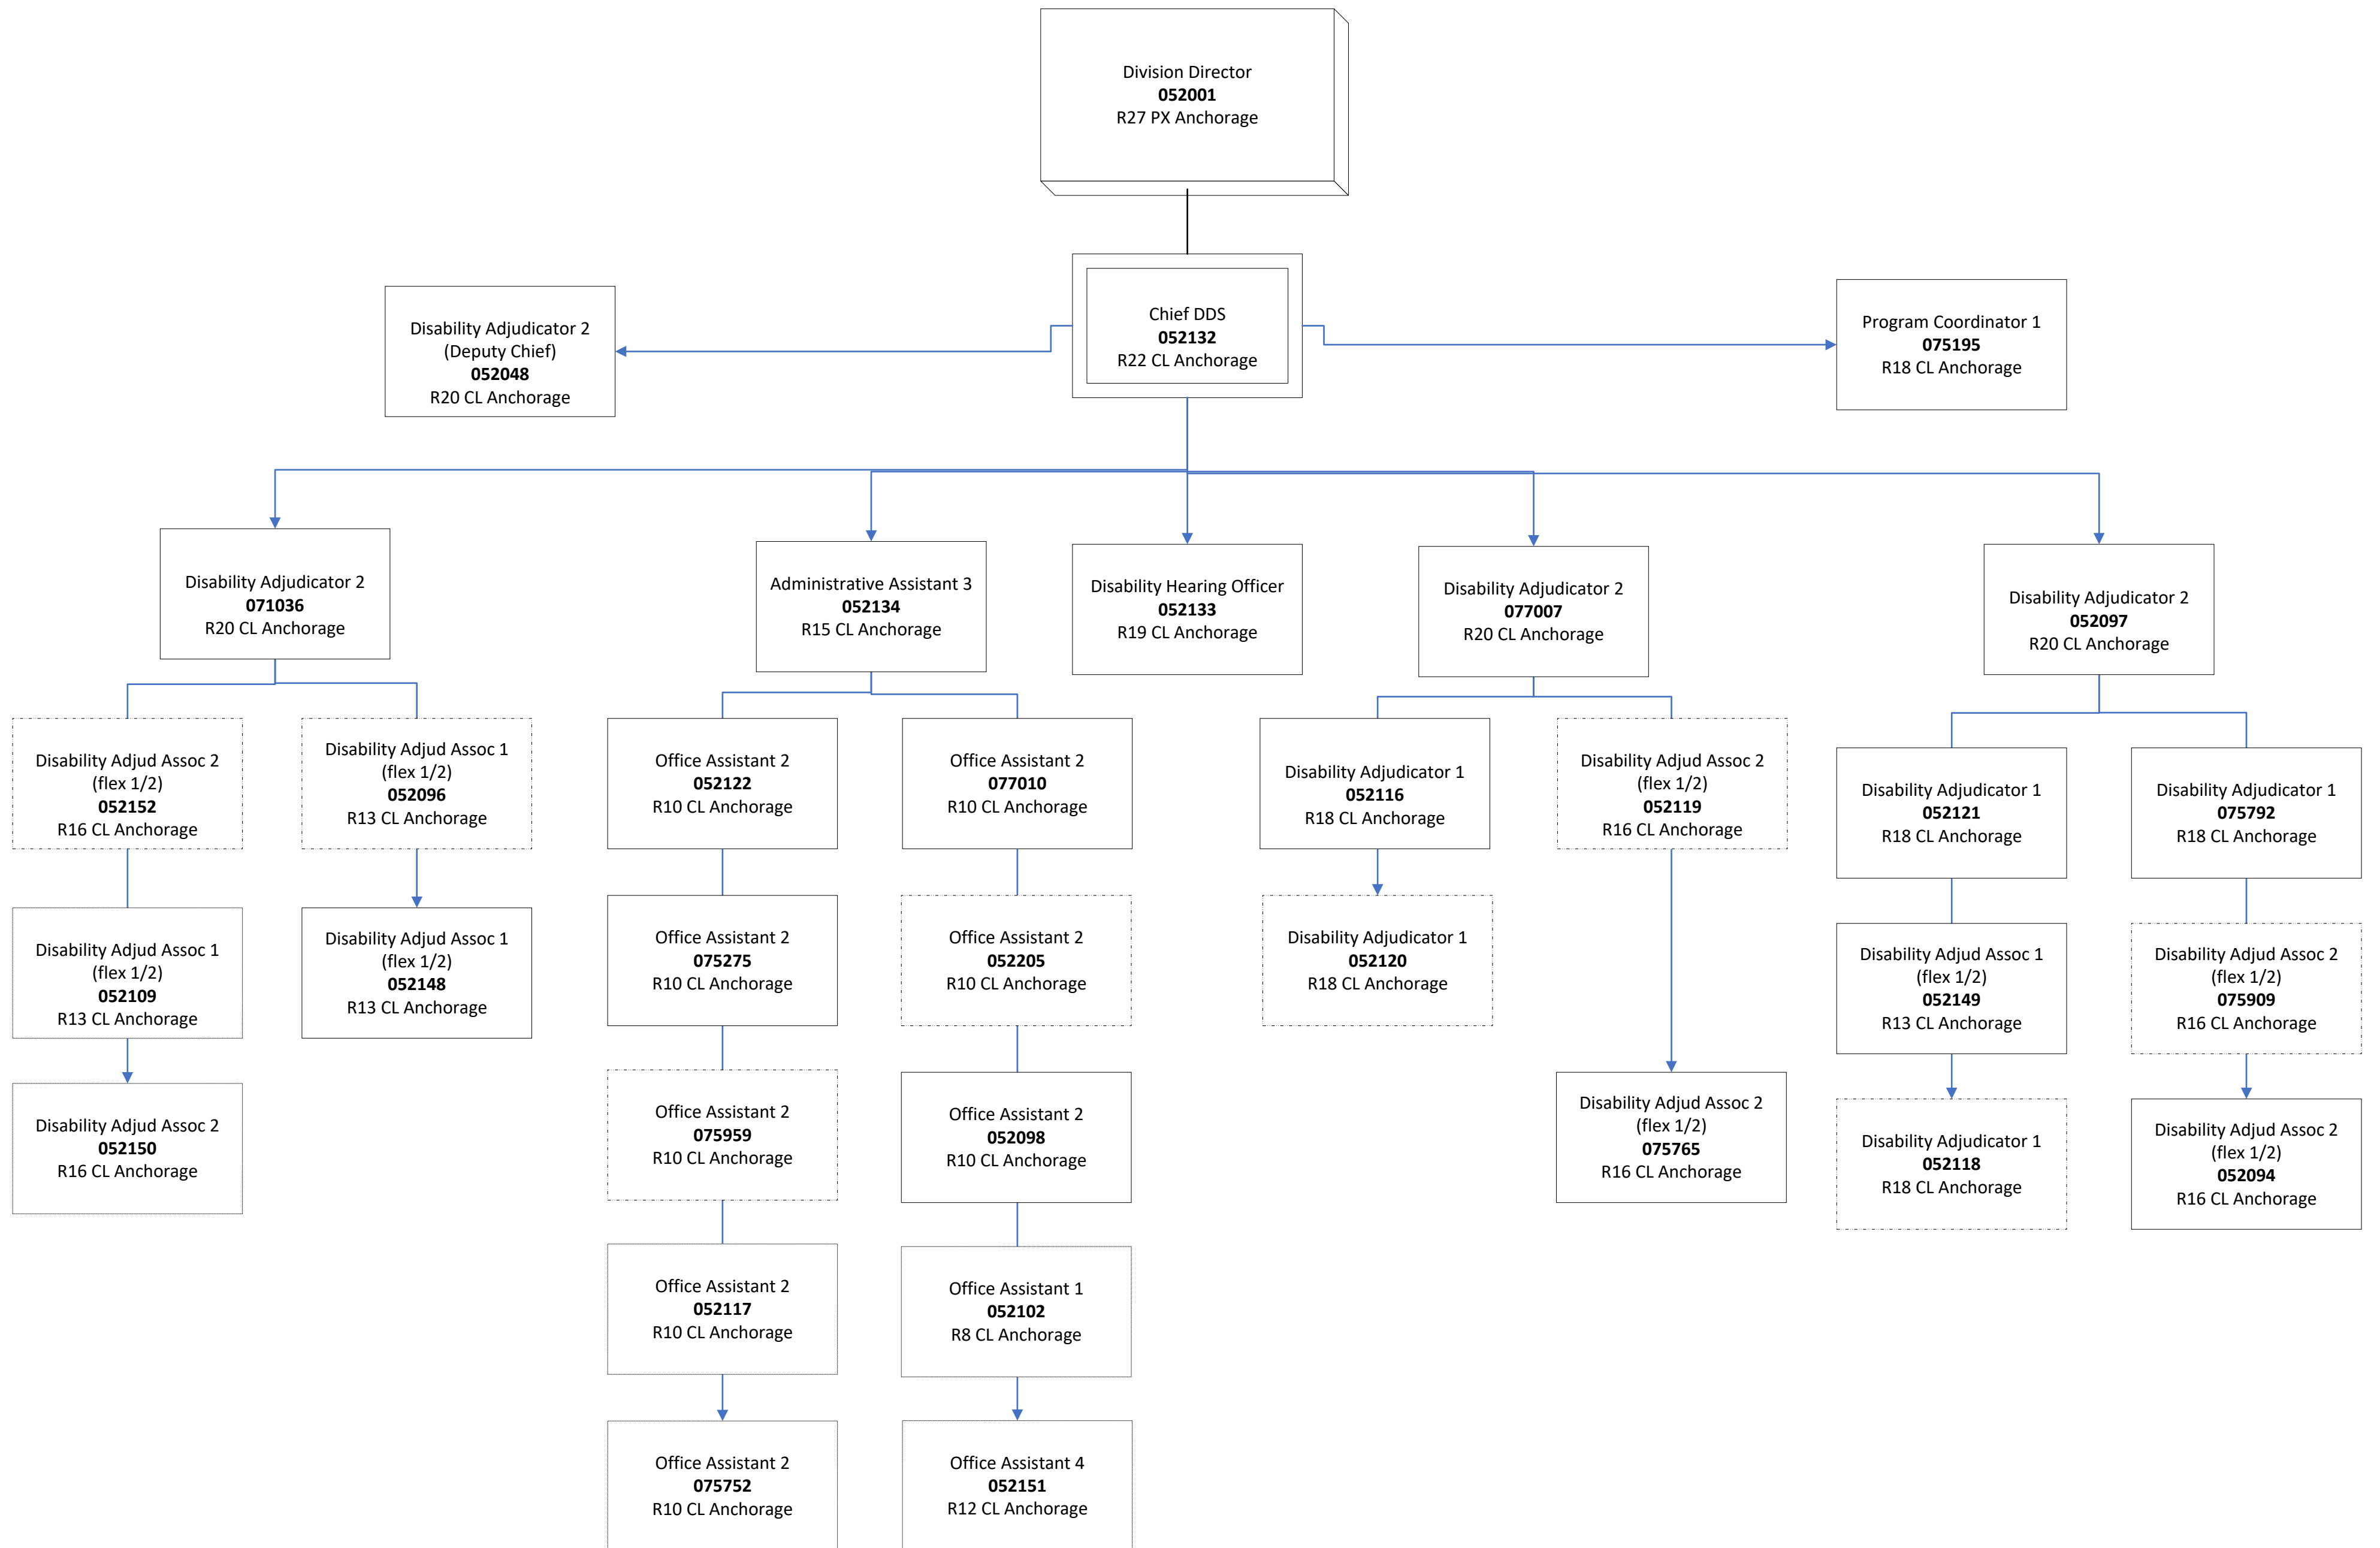 Division Director
052001
R27 PX Anchorage
Disability Adjudicator 2
(Deputy Chief)
052048
R20 CL Anchorage
Chief DDS
052132
R22 CL Anchorage
Program Coordinator 1
075195
R18 CL Anchorage
Disability Adjudicator 2
071036
R20 CL Anchorage
Administrative Assistant 3
052134
R15 CL Anchorage
Disability Hearing Officer
052133
R19 CL Anchorage
Disability Adjudicator 2
077007
R20 CL Anchorage
Disability Adjudicator 2
052097
R20 CL Anchorage
Disability Adjud Assoc 2
(flex 1/2)
052152
R16 CL Anchorage
Disability Adjud Assoc 1
(flex 1/2)
052096
R13 CL Anchorage
Office Assistant 2
052122
R10 CL Anchorage
Office Assistant 2
077010
R10 CL Anchorage
Disability Adjudicator 1
052116
R18 CL Anchorage
Disability Adjud Assoc 2
(flex 1/2)
052119
R16 CL Anchorage
Disability Adjudicator 1
052121
R18 CL Anchorage
Disability Adjudicator 1
075792
R18 CL Anchorage
Disability Adjud Assoc 1
(flex 1/2)
052109
R13 CL Anchorage
Disability Adjud Assoc 1
(flex 1/2)
052148
R13 CL Anchorage
Office Assistant 2
075275
R10 CL Anchorage
Office Assistant 2
052205
R10 CL Anchorage
Disability Adjudicator 1
052120
R18 CL Anchorage
Disability Adjud Assoc 1
(flex 1/2)
052149
R13 CL Anchorage
Disability Adjud Assoc 2
(flex 1/2)
075909
R16 CL Anchorage
Disability Adjud Assoc 2
052150
R16 CL Anchorage
Office Assistant 2
075959
R10 CL Anchorage
Office Assistant 2
052098
R10 CL Anchorage
Disability Adjud Assoc 2
(flex 1/2)
075765
R16 CL Anchorage
Disability Adjudicator 1
052118
R18 CL Anchorage
Disability Adjud Assoc 2
(flex 1/2)
052094
R16 CL Anchorage
Office Assistant 2
052117
R10 CL Anchorage
Office Assistant 1
052102
R8 CL Anchorage
Office Assistant 2
075752
R10 CL Anchorage
Office Assistant 4
052151
R12 CL Anchorage